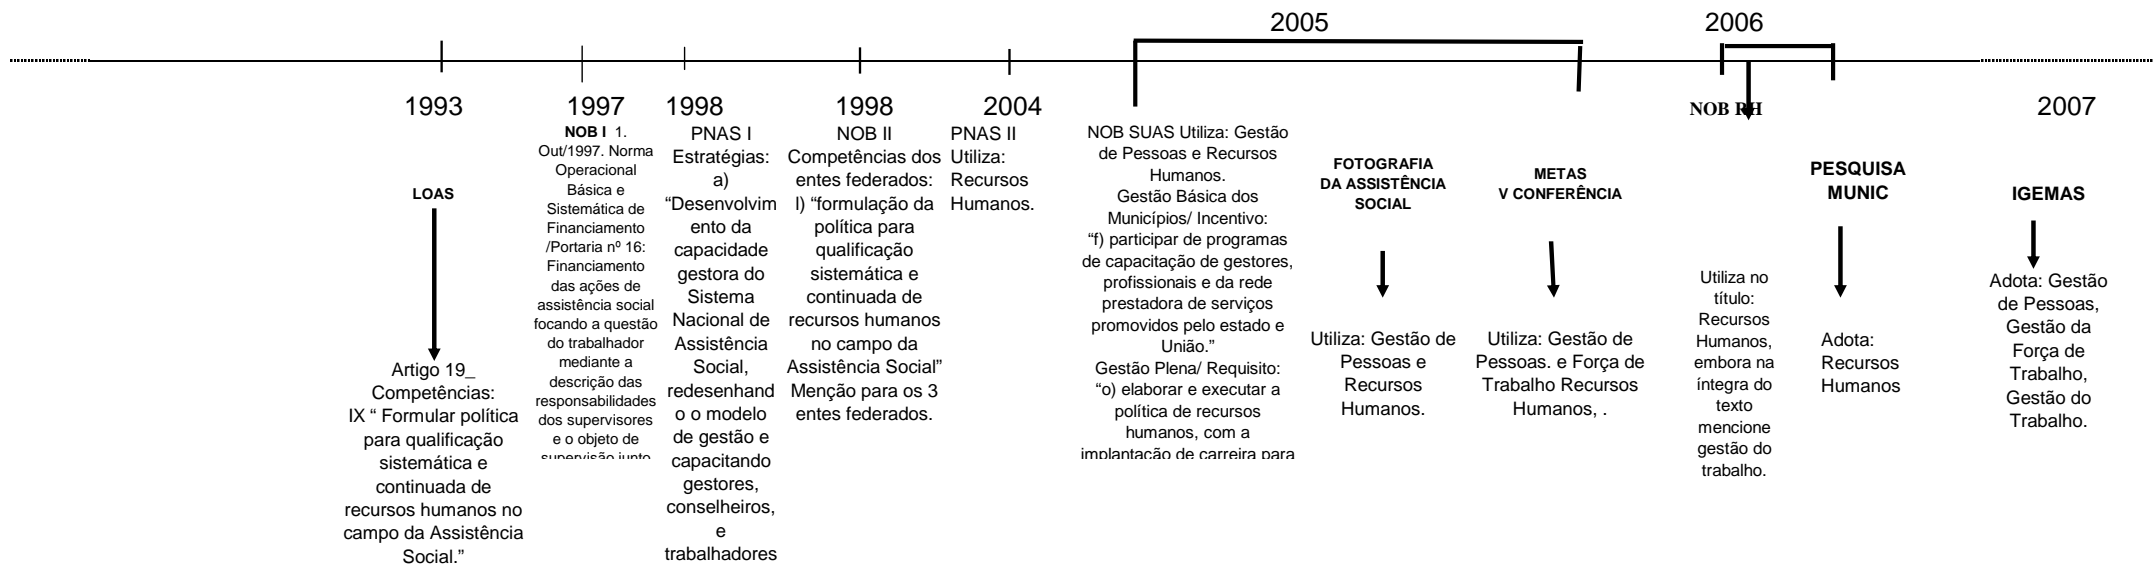 2005
2006
1993
1997
1998
1998
2004
NOB RH
2007
LOAS
Artigo 19_
Competências:
IX “ Formular política
para qualificação
sistemática e
continuada de
recursos humanos no
campo da Assistência
Social.”
NOB I 1.
Out/1997. Norma
Operacional
Básica e
Sistemática de
Financiamento
/Portaria nº 16:
Financiamento
das ações de
assistência social
focando a questão
do trabalhador
mediante a
descrição das
responsabilidades
dos supervisores
e o objeto de
supervisão junto
PNAS I
Estratégias:
a)
“Desenvolvim
ento da
capacidade
gestora do
Sistema
Nacional de
Assistência
Social,
redesenhand
o o modelo
de gestão e
capacitando
gestores,
conselheiros,
e
trabalhadores
NOB II
Competências dos
entes federados:
l) “formulação da
política para
qualificação
sistemática e
continuada de
recursos humanos
no campo da
Assistência Social”
Menção para os 3
entes federados.
PNAS II
Utiliza:
Recursos
Humanos.
NOB SUAS Utiliza: Gestão
de Pessoas e Recursos
Humanos.
Gestão Básica dos
Municípios/ Incentivo:
“f) participar de programas
de capacitação de gestores,
profissionais e da rede
prestadora de serviços
promovidos pelo estado e
União.”
Gestão Plena/ Requisito:
“o) elaborar e executar a
política de recursos
humanos, com a
implantação de carreira para
FOTOGRAFIA
DA ASSISTÊNCIA
SOCIAL
Utiliza: Gestão de
Pessoas e
Recursos
Humanos.
METAS
V CONFERÊNCIA
Utiliza: Gestão de
Pessoas. e Força de
Trabalho Recursos
Humanos, .
Utiliza no
título:
Recursos
Humanos,
embora na
íntegra do
texto
mencione
gestão do
trabalho.
PESQUISA
MUNIC
Adota:
Recursos
Humanos
IGEMAS
Adota: Gestão
de Pessoas,
Gestão da
Força de
Trabalho,
Gestão do
Trabalho.